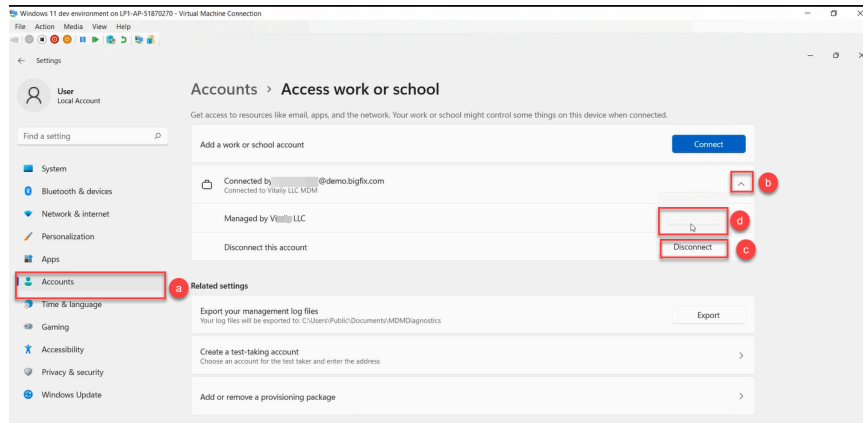 Windows 11 dev environment on LP1-AP-51870270 - Virtual Machine Connection
File Action Media View Help
Settings
User
Local Account
Find a setting
System
Bluetooth & devices
Network & internet
Personalization
Apps
Accounts
a
Time & language
Gaming
Accessibility
Privacy & security
Windows Update
Accounts > Access work or school
Get access to resources like email, apps, and the network. Your work or school might control some things on this device when connected.
Add a work or school account
Connect
Connected by @demo.bigfix.com
b
Connected to Vitaliy LLC MDM
Managed by LLC
d
Disconnect this account
Disconnect
c
Related settings
Export your management log files
Your log files will be exported to: C:\Users\Public\Documents\MDMDiagnostics
Export
Create a test-taking account
Choose an account for the test taker and enter the address
Add or remove a provisioning package